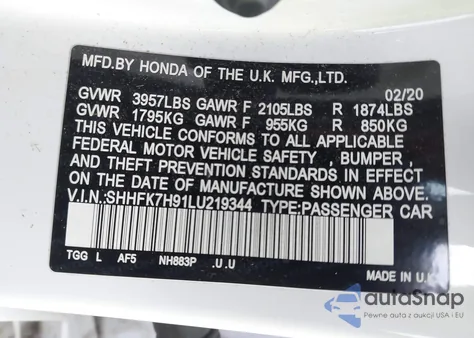 MFD.BY HONDA OF THE U.K. MFG.,LTD.
02/20
GVWR 3957LBS GAWR F 2105LBS R 1874LBS
GVWR 1795KG GAWR F 955KG R 850KG
THIS VEHICLE CONFORMS TO ALL APPLICABLE
FEDERAL MOTOR VEHICLE SAFETY , BUMPER ,
AND THEFT PREVENTION STANDARDS IN EFFECT
ON THE DATE OF MANUFACTURE SHOWN ABOVE.
V.I.N.:SHHFK7H91LU219344 TYPE:PASSENGER CAR
TGG L AF5 NH883P .U.U MADE IN U.K
autoSnap
Pewne auta z USA i EU